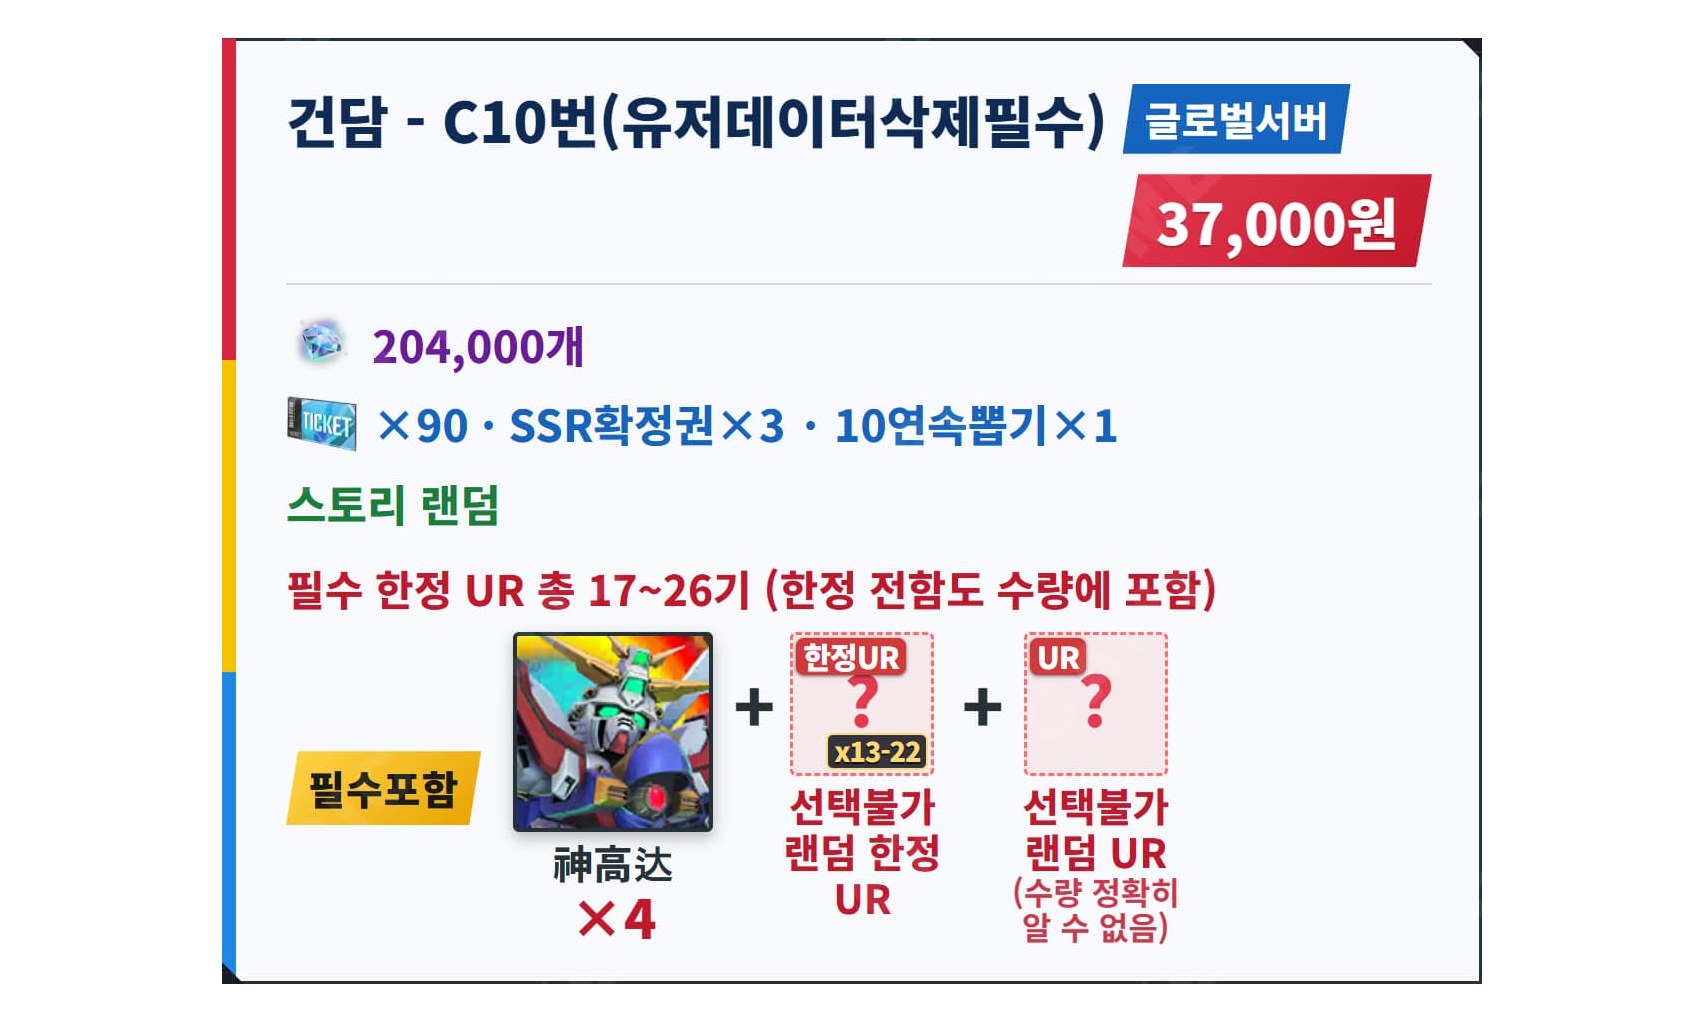 건담 - C10번(유저데이터삭제필수) 글로벌서버
37,000원
204,000개
TICKET ×90 · SSR확정권×3 · 10연속뽑기×1
스토리 랜덤
필수 한정 UR 총 17~26기 (한정 전함도 수량에 포함)
필수포함
神高达
×4
+
한정UR
?
x13-22
선택불가
랜덤 한정
UR
+
UR
?
선택불가
랜덤 UR
(수량 정확히
알 수 없음)